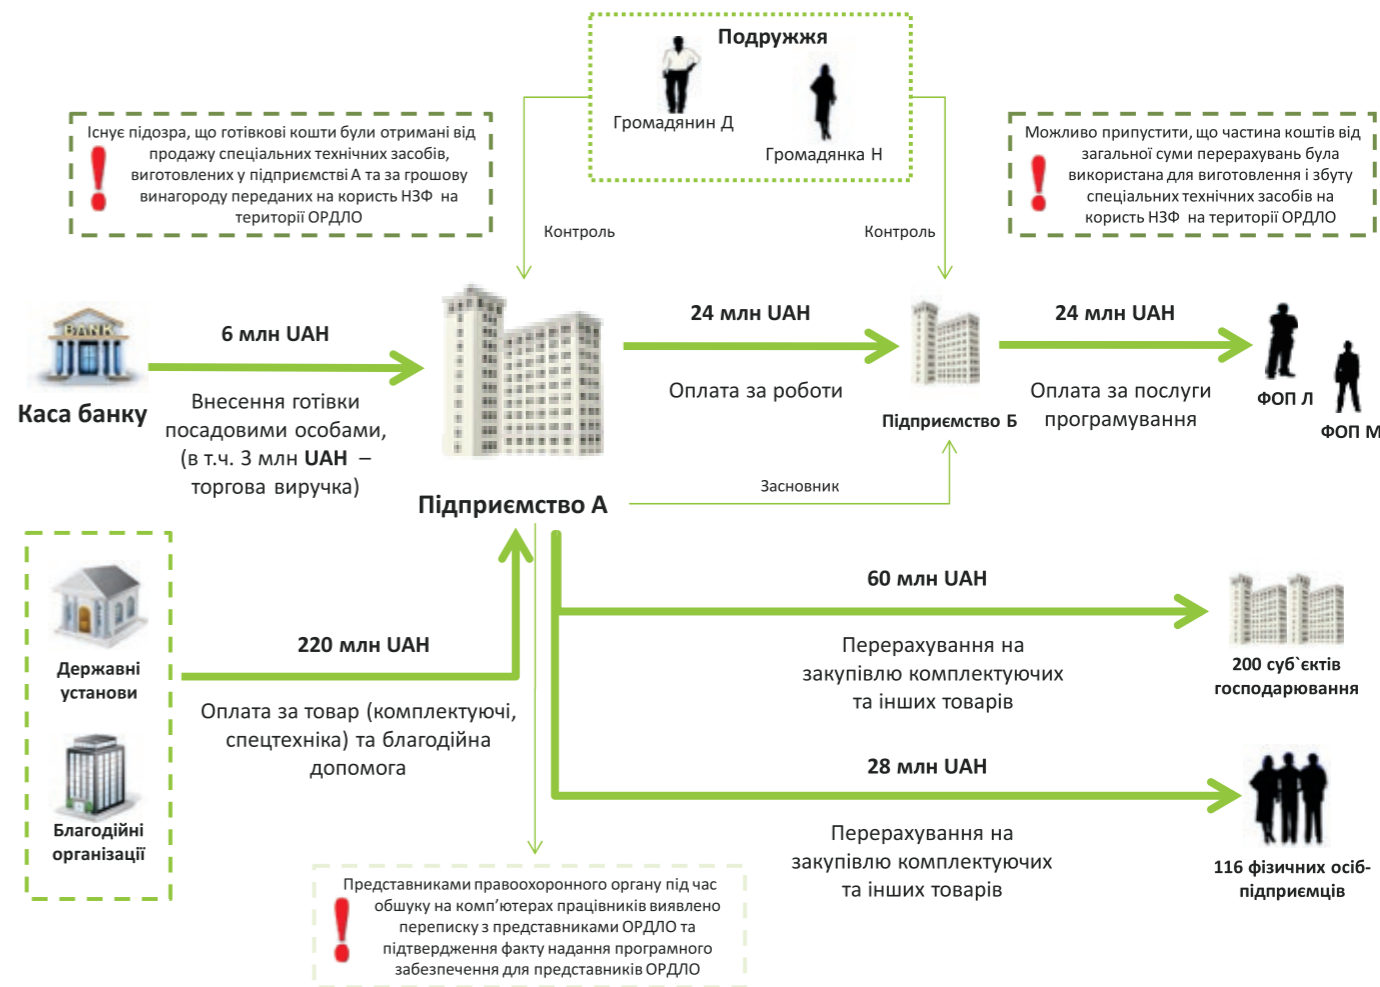 Подружжя
Громадянин Д
Громадянка Н
Існує підозра, що готівкові кошти були отримані від
продажу спеціальних технічних засобів,
виготовлених у підприємстві А та за грошову
винагороду переданих на користь НЗФ на
території ОРДЛО
Можливо припустити, що частина коштів від
загальної суми перерахувань була
використана для виготовлення і збуту
спеціальних технічних засобів на
користь НЗФ на території ОРДЛО
Контроль
Контроль
BANK
Каса банку
6 млн UAH
Внесення готівки
посадовими особами,
(в т.ч. 3 млн UAH –
торгова виручка)
Підприємство А
24 млн UAH
Оплата за роботи
Підприємство Б
24 млн UAH
Оплата за послуги
програмування
ФОП Л
ФОП М
Засновник
Державні
установи
Благодійні
організації
220 млн UAH
Оплата за товар (комплектуючі,
спецтехніка) та благодійна
допомога
60 млн UAH
Перерахування на
закупівлю комплектуючих
та інших товарів
200 суб`єктів
господарювання
28 млн UAH
Перерахування на
закупівлю комплектуючих
та інших товарів
116 фізичних осіб-
підприємців
Представниками правоохоронного органу під час
обшуку на комп’ютерах працівників виявлено
переписку з представниками ОРДЛО та
підтвердження факту надання програмного
забезпечення для представників ОРДЛО